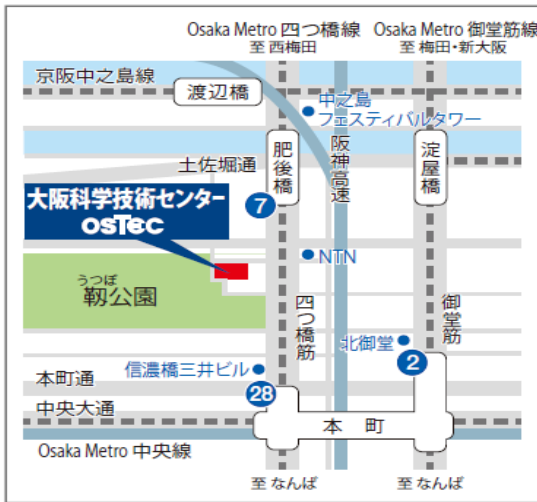 Osaka Metro 四つ橋線
至 西梅田
Osaka Metro 御堂筋線
至 梅田・新大阪
京阪中之島線
渡辺橋
中之島
フェスティバルタワー
肥後橋
阪神高速
淀屋橋
土佐堀通
7
大阪科学技術センター
OSTEC
NTN
うつぼ
靭公園
四つ橋筋
御堂筋
北御堂
2
信濃橋三井ビル
本町通
28
中央大通
本町
Osaka Metro 中央線
至 なんば
至 なんば